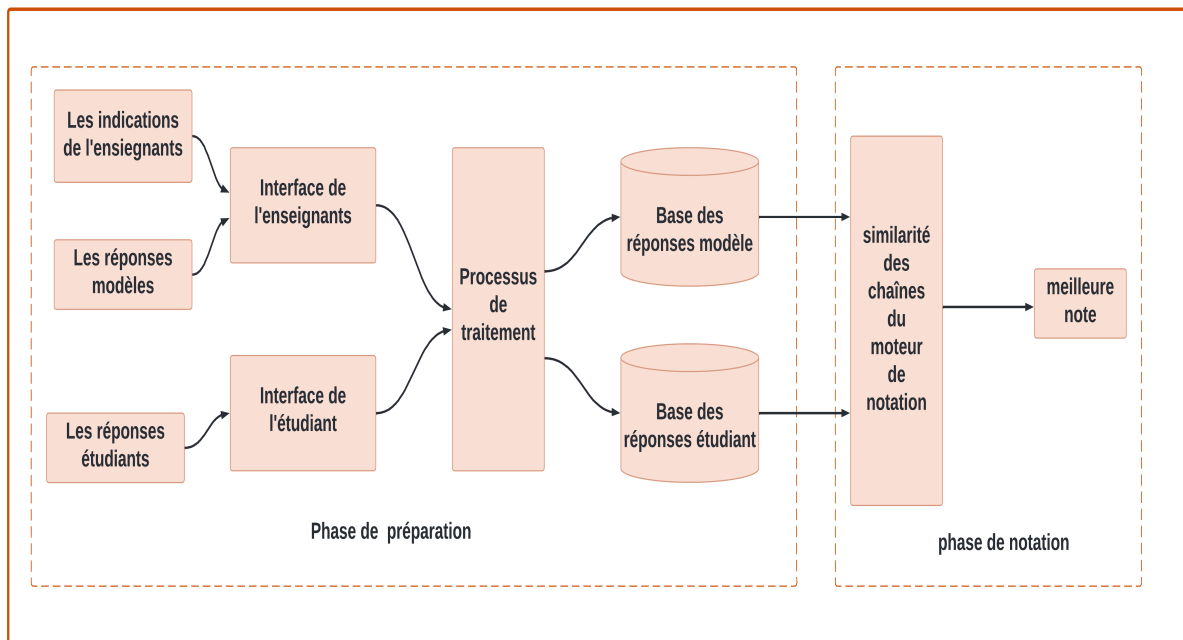 Les indications
de l'ensiegnants
Les réponses
modèles
Les réponses
étudiants
Interface de
l'enseignants
Interface de
l'étudiant
Processus
de
traitement
Base des
réponses modèle
Base des
réponses étudiant
Phase de  préparation
similarité
des
chaînes
du
moteur
de
notation
meilleure
note
phase de notation